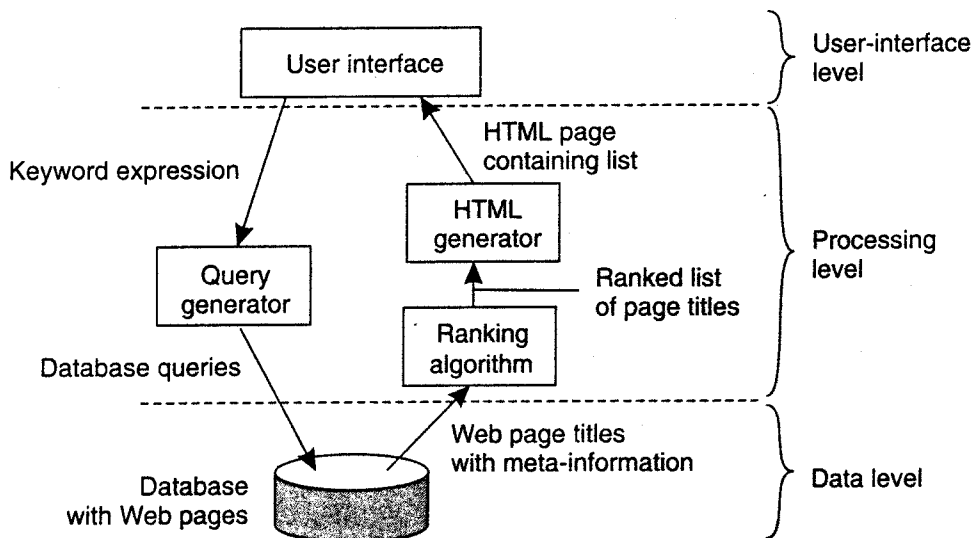 User interface
User-interface
level
HTML page
containing list
Keyword expression
HTML
generator
Processing
level
Query
generator
Ranked list
of page titles
Ranking
algorithm
Database queries
Web page titles
with meta-information
Database
with Web pages
Data level